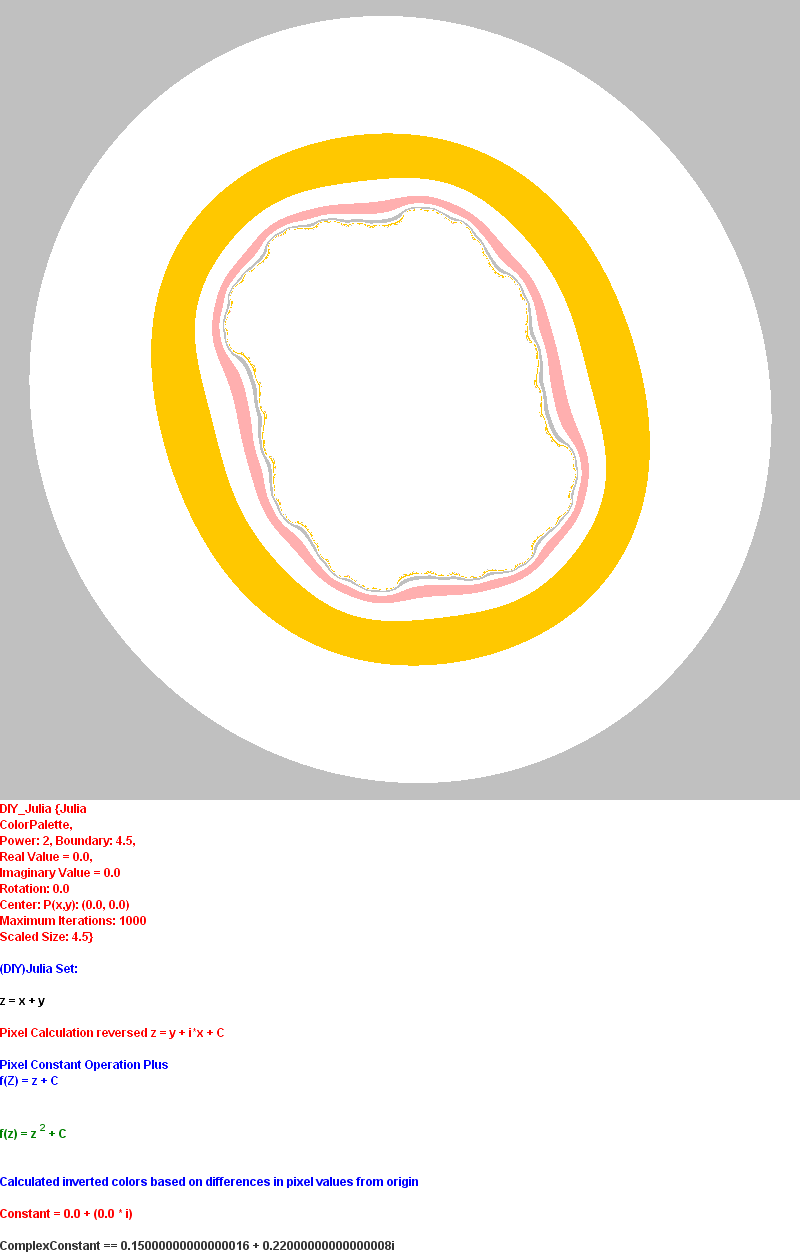 DIY_Julia {Julia
ColorPalette,
Power: 2, Boundary: 4.5,
Real Value = 0.0,
Imaginary Value = 0.0
Rotation: 0.0
Center: P(x,y): (0.0, 0.0)
Maximum Iterations: 1000
Scaled Size: 4.5}
(DIY)Julia Set:
z = x + y
Pixel Calculation reversed z = y + i*x + C
Pixel Constant Operation Plus
f(Z) = z + C
f(z) = z 2 + C
Calculated inverted colors based on differences in pixel values from origin
Constant = 0.0 + (0.0 * i)
ComplexConstant == 0.15000000000000016 + 0.22000000000000008i